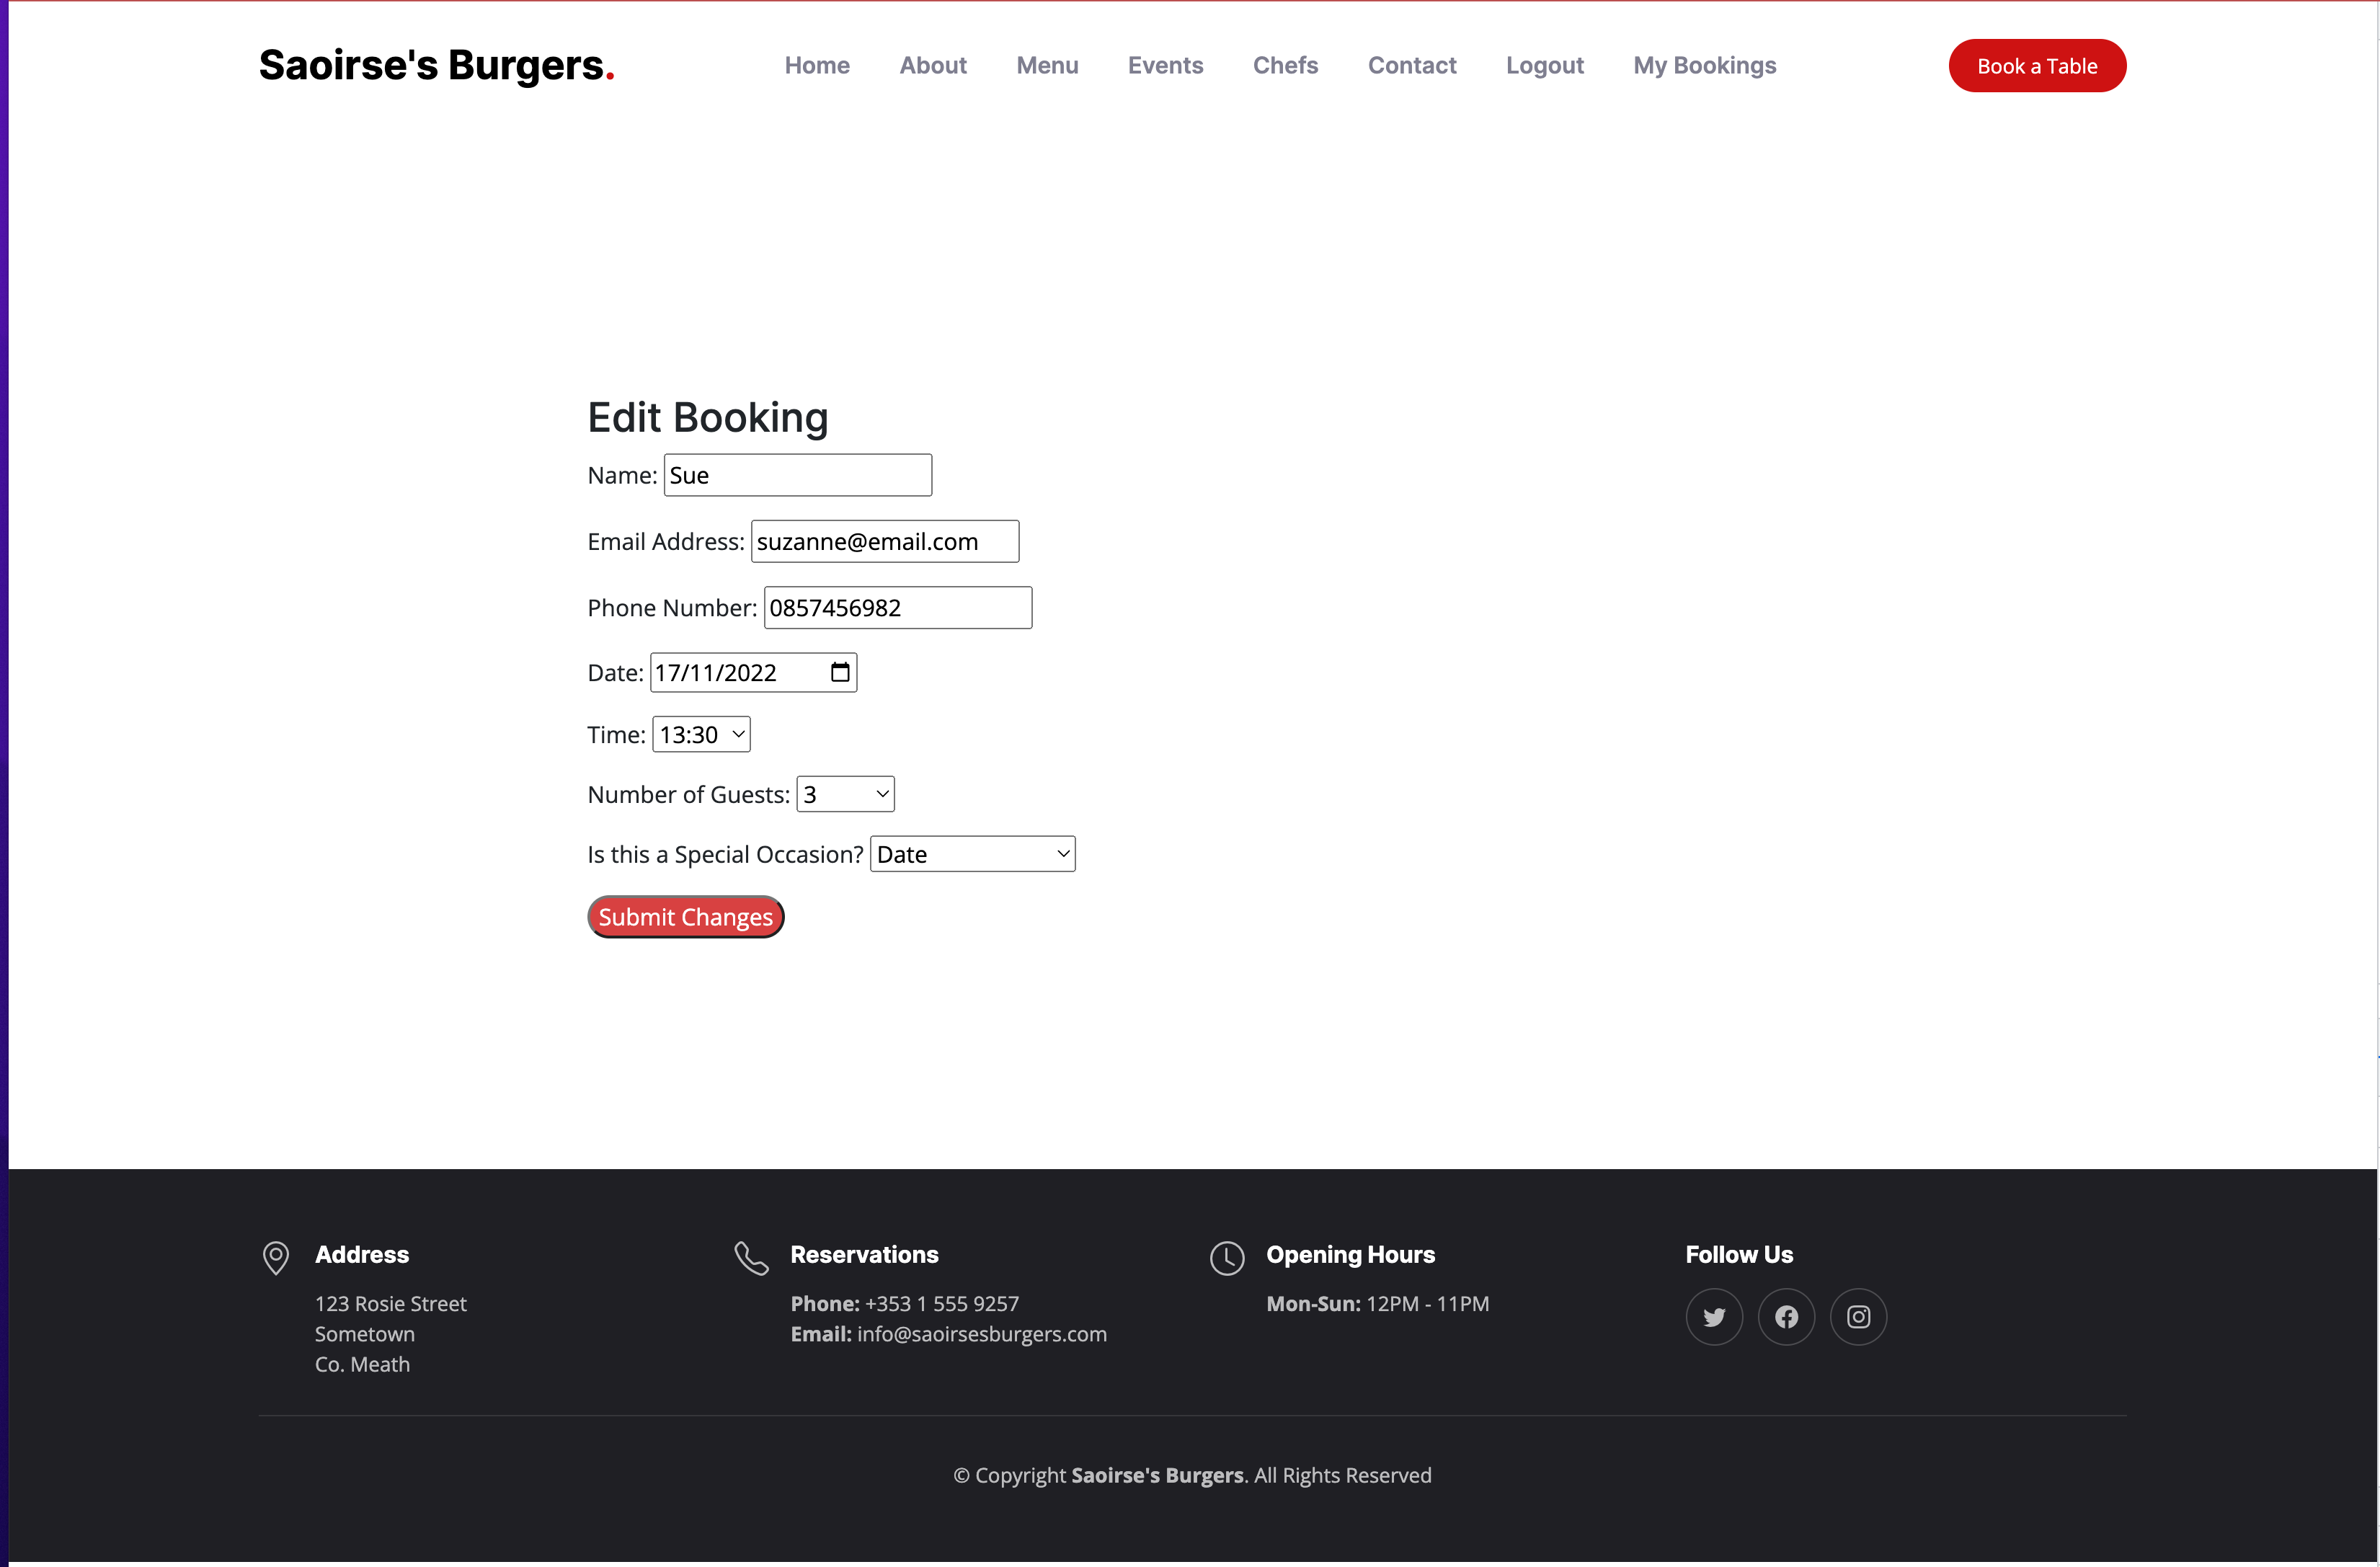 Saoirse's Burgers.
Home About Menu Events Chefs Contact Logout My Bookings
Book a Table
Edit Booking
Name: Sue
Email Address: suzanne@email.com
Phone Number: 0857456982
Date: 17/11/2022
Time: 13:30
Number of Guests: 3
Is this a Special Occasion? Date
Submit Changes
Address
123 Rosie Street
Sometown
Co. Meath
Reservations
Phone: +353 1 555 9257
Email: info@saoirsesburgers.com
Opening Hours
Mon-Sun: 12PM - 11PM
Follow Us
© Copyright Saoirse's Burgers. All Rights Reserved